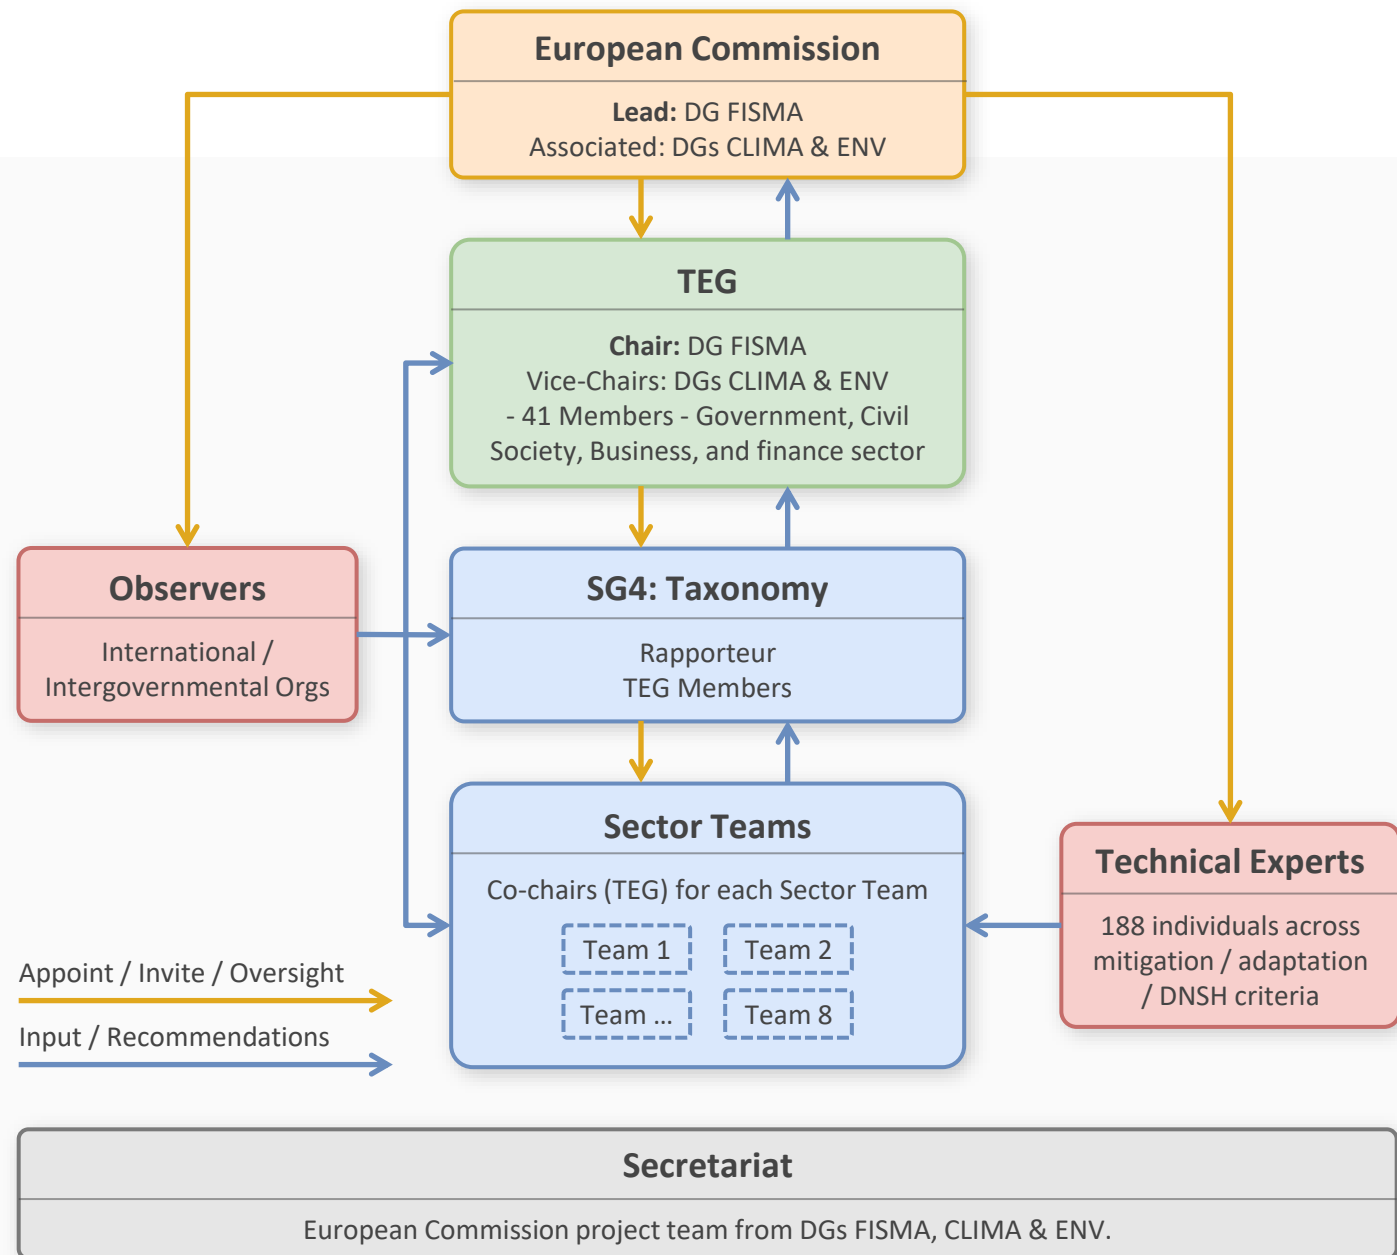 European Commission
Lead: DG FISMA
Associated: DGs CLIMA & ENV
TEG
Chair: DG FISMA
Vice-Chairs: DGs CLIMA & ENV
- 41 Members - Government, Civil
Society, Business, and finance sector
Observers
International /
Intergovernmental Orgs
SG4: Taxonomy
Rapporteur
TEG Members
Sector Teams
Co-chairs (TEG) for each Sector Team
Team 1
Team 2
Team ...
Team 8
Technical Experts
188 individuals across
mitigation / adaptation
/ DNSH criteria
Appoint / Invite / Oversight
Input / Recommendations
Secretariat
European Commission project team from DGs FISMA, CLIMA & ENV.